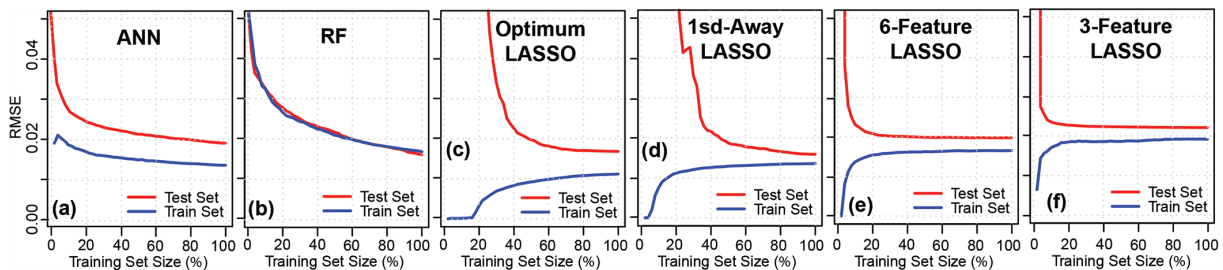 ANN
RF
Optimum
LASSO
1sd-Away
LASSO
6-Feature
LASSO
3-Feature
LASSO
RMSE
0.04
0.02
0.00
(a)
Test Set
Train Set
(b)
Test Set
Train Set
(c)
Test Set
Train Set
(d)
Test Set
Train Set
(e)
Test Set
Train Set
(f)
Test Set
Train Set
0 20 40 60 80 100
0 20 40 60 80 100
0 20 40 60 80 100
0 20 40 60 80 100
0 20 40 60 80 100
0 20 40 60 80 100
Training Set Size (%)
Training Set Size (%)
Training Set Size (%)
Training Set Size (%)
Training Set Size (%)
Training Set Size (%)